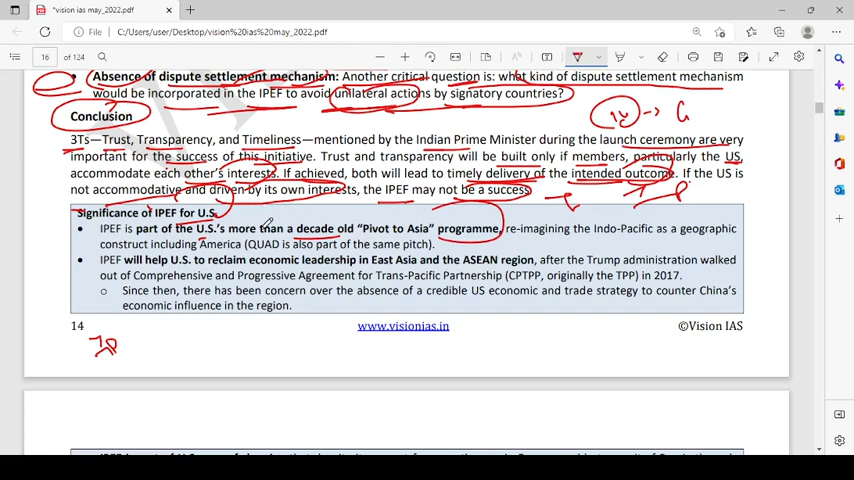 *vision ias may_2022.pdf
File
C:/Users/user/Desktop/vision%20ias%20may_2022.pdf
16 of 124
Absence of dispute settlement mechanism: Another critical question is: what kind of dispute settlement mechanism
would be incorporated in the IPEF to avoid unilateral actions by signatory countries?
Conclusion
3Ts—Trust, Transparency, and Timeliness—mentioned by the Indian Prime Minister during the launch ceremony are very
important for the success of this initiative. Trust and transparency will be built only if members, particularly the US,
accommodate each other's interests. If achieved, both will lead to timely delivery of the intended outcome. If the US is
not accommodative and driven by its own interests, the IPEF may not be a success.
Significance of IPEF for U.S.
• IPEF is part of the U.S.'s more than a decade old "Pivot to Asia" programme, re-imagining the Indo-Pacific as a geographic
construct including America (QUAD is also part of the same pitch).
• IPEF will help U.S. to reclaim economic leadership in East Asia and the ASEAN region, after the Trump administration walked
out of Comprehensive and Progressive Agreement for Trans-Pacific Partnership (CPTPP, originally the TPP) in 2017.
o Since then, there has been concern over the absence of a credible US economic and trade strategy to counter China's
economic influence in the region.
14
www.visionias.in
©Vision IAS